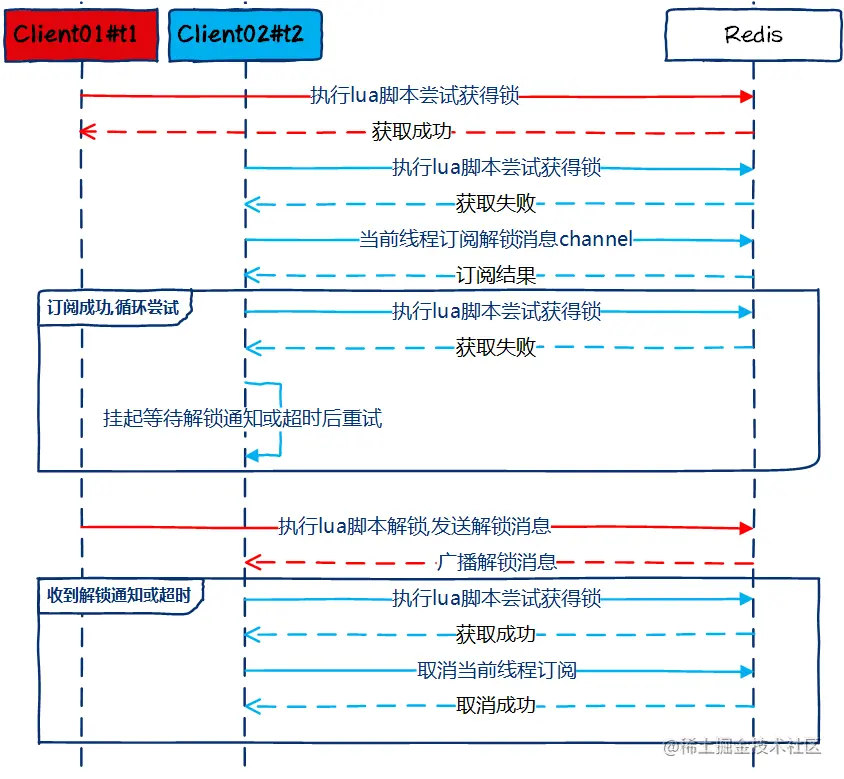 Client01#t1
Client02#t2
Redis
执行lua脚本尝试获得锁
获取成功
执行lua脚本尝试获得锁
获取失败
当前线程订阅解锁消息channel
订阅结果
订阅成功,循环尝试
执行lua脚本尝试获得锁
获取失败
挂起等待解锁通知或超时后重试
执行lua脚本解锁,发送解锁消息
广播解锁消息
收到解锁通知或超时
执行lua脚本尝试获得锁
获取成功
取消当前线程订阅
取消成功
@稀土掘金技术社区